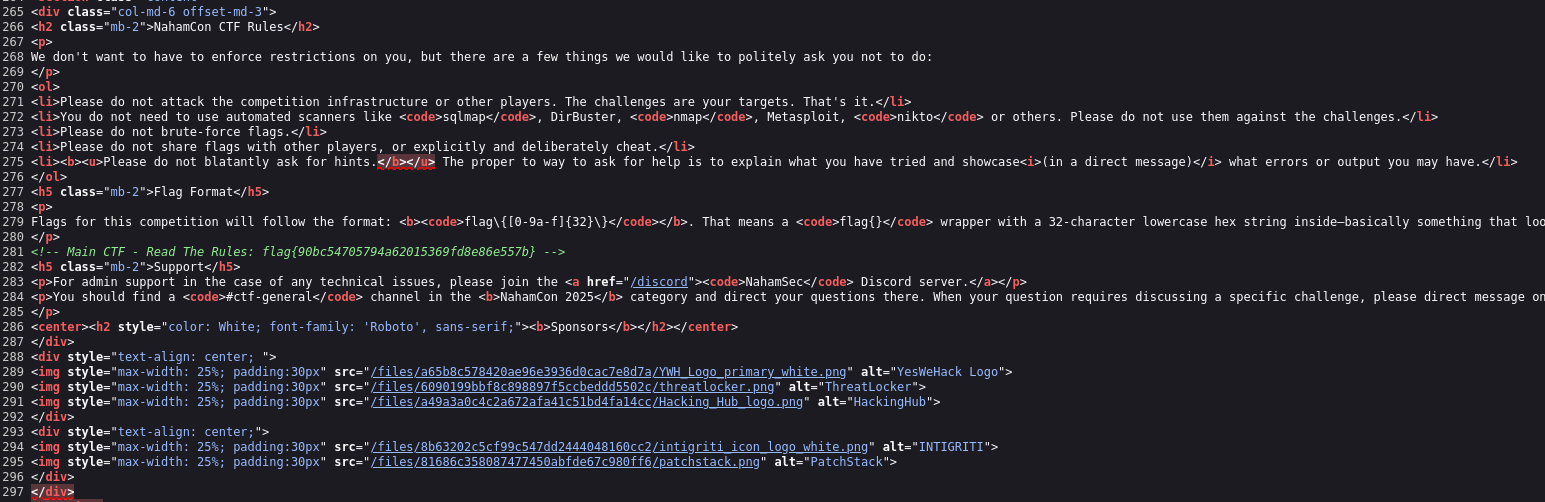 265 <div class="col-md-6 offset-md-3">
266 <h2 class="mb-2">NahamCon CTF Rules</h2>
267 <p>
268 We don't want to have to enforce restrictions on you, but there are a few things we would like to politely ask you not to do:
269 </p>
270 <ol>
271 <li>Please do not attack the competition infrastructure or other players. The challenges are your targets. That's it.</li>
272 <li>You do not need to use automated scanners like <code>sqlmap</code>, DirBuster, <code>nmap</code>, Metasploit, <code>nikto</code> or others. Please do not use them against the challenges.</li>
273 <li>Please do not brute-force flags.</li>
274 <li>Please do not share flags with other players, or explicitly and deliberately cheat.</li>
275 <li><b><u>Please do not blatantly ask for hints.</b></u> The proper to way to ask for help is to explain what you have tried and showcase<i>(in a direct message)</i> what errors or output you may have.</li>
276 </ol>
277 <h5 class="mb-2">Flag Format</h5>
278 <p>
279 Flags for this competition will follow the format: <b><code>flag\{[0-9a-f]{32}\}</code></b>. That means a <code>flag{}</code> wrapper with a 32-character lowercase hex string inside—basically something that loo
280 </p>
281 <!-- Main CTF - Read The Rules: flag{90bc54705794a62015369fd8e86e557b} -->
282 <h5 class="mb-2">Support</h5>
283 <p>For admin support in the case of any technical issues, please join the <a href="/discord"><code>NahamSec</code> Discord server.</a></p>
284 <p>You should find a <code>#ctf-general</code> channel in the <b>NahamCon 2025</b> category and direct your questions there. When your question requires discussing a specific challenge, please direct message on
285 </p>
286 <center><h2 style="color: White; font-family: 'Roboto', sans-serif;"><b>Sponsors</b></h2></center>
287 </div>
288 <div style="text-align: center; ">
289 <img style="max-width: 25%; padding:30px" src="/files/a65b8c578420ae96e3936d0cac7e8d7a/YWH_Logo_primary_white.png" alt="YesWeHack Logo">
290 <img style="max-width: 25%; padding:30px" src="/files/6090199bbf8c898897f5ccbeddd5502c/threatlocker.png" alt="ThreatLocker">
291 <img style="max-width: 25%; padding:30px" src="/files/a49a3a0c4c2a672afa41c51bd4fa14cc/Hacking_Hub_logo.png" alt="HackingHub">
292 </div>
293 <div style="text-align: center;">
294 <img style="max-width: 25%; padding:30px" src="/files/8b63202c5cf99c547dd2444048160cc2/intigriti_icon_logo_white.png" alt="INTIGRITI">
295 <img style="max-width: 25%; padding:30px" src="/files/81686c358087477450abfde67c980ff6/patchstack.png" alt="PatchStack">
296 </div>
297 </div>